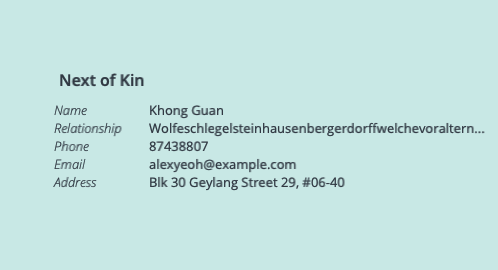 Next of Kin
Name Khong Guan
Relationship Wolfeschlegelsteinhausenbergerdorffwelchevoraltern...
Phone 87438807
Email alexyeoh@example.com
Address Blk 30 Geylang Street 29, #06-40